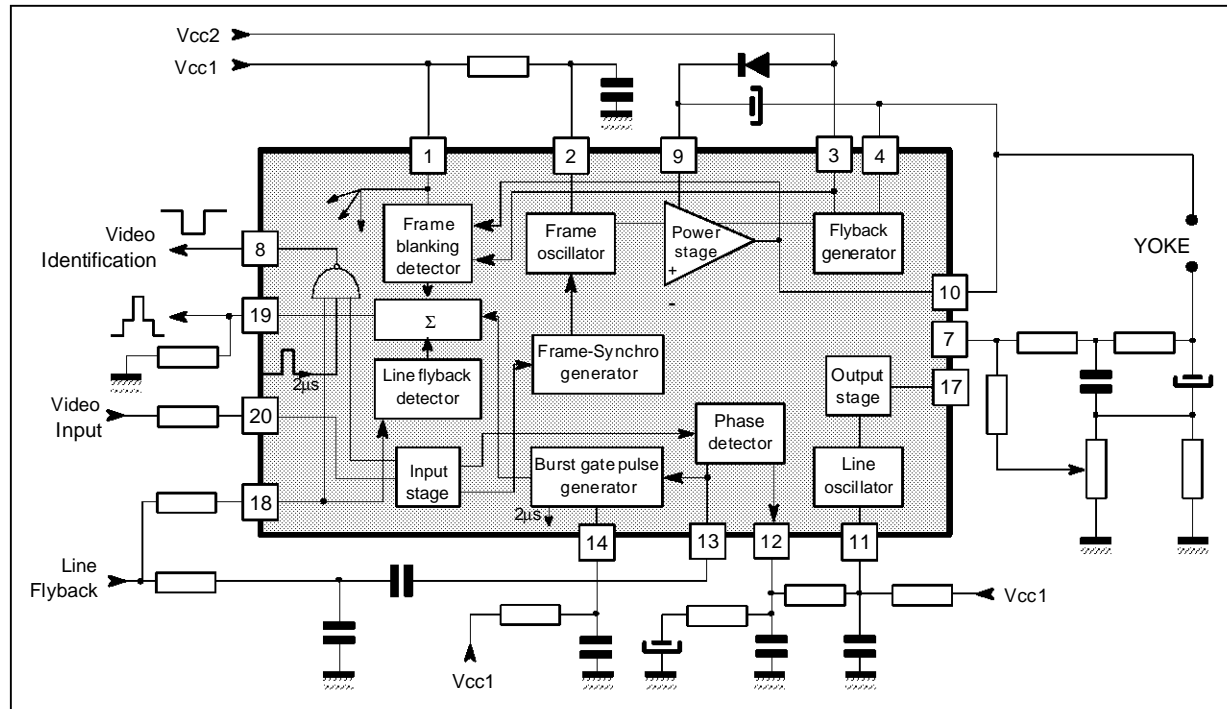 Vcc2
Vcc1
1
2
9
3
4
Video
Identification
8
Frame
blanking
detector
Frame
oscillator
Power
stage
+
-
Flyback
generator
YOKE
10
19
Σ
7
2µs
Line flyback
detector
Frame-Synchro
generator
Output
stage
17
Video
Input
20
Phase
detector
Input
stage
Burst gate pulse
generator
Line
oscillator
18
2µs
14
13
12
11
Line
Flyback
Vcc1
Vcc1